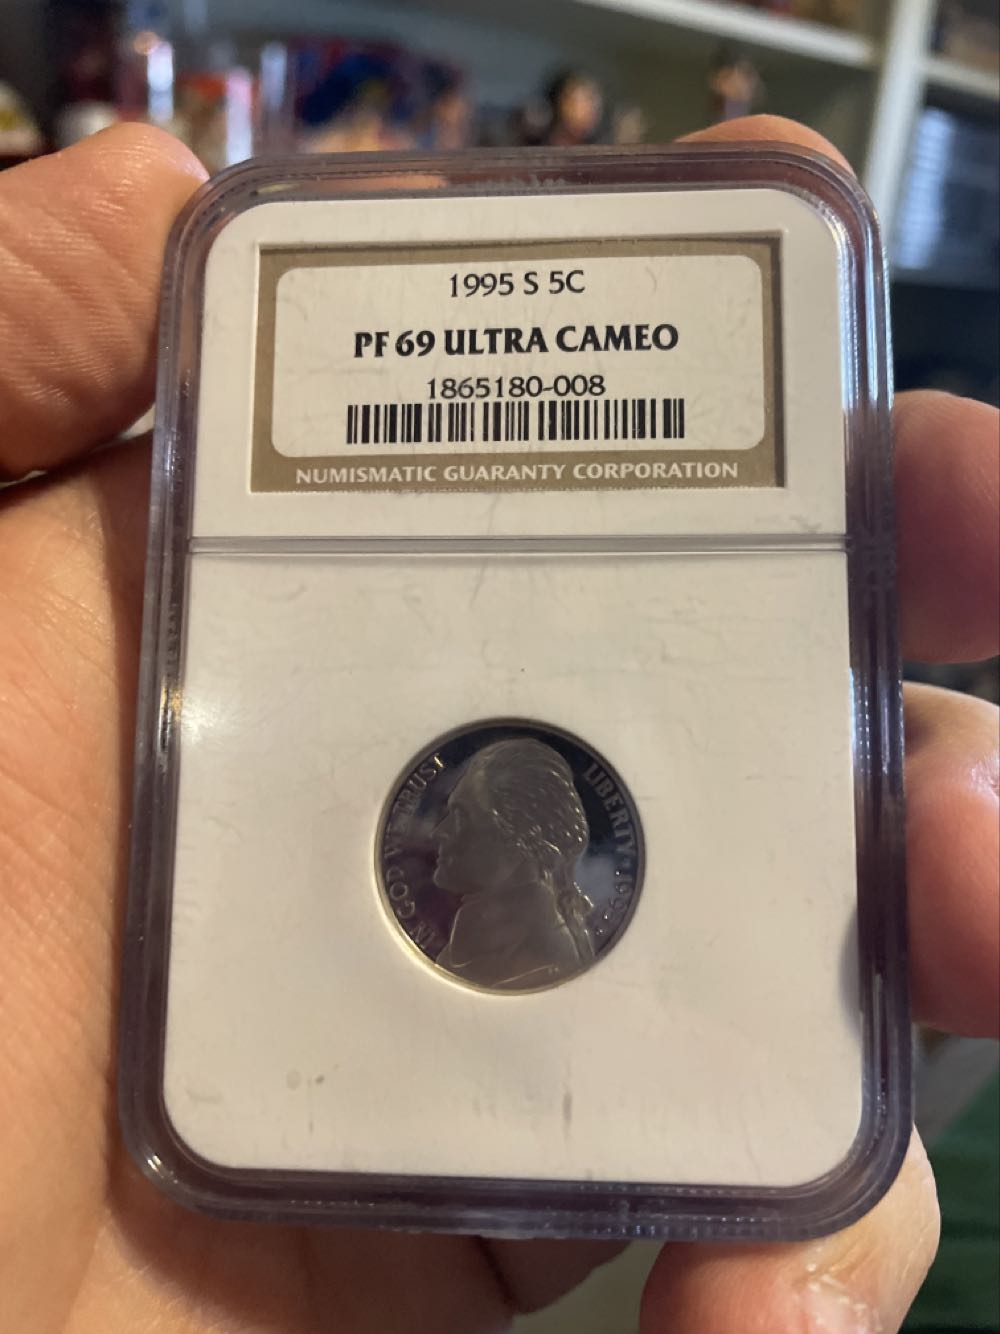 1995 S 5C
PF 69 ULTRA CAMEO
1865180-008
NUMISMATIC GUARANTY CORPORATION
IN GOD WE TRUST
LIBERTY